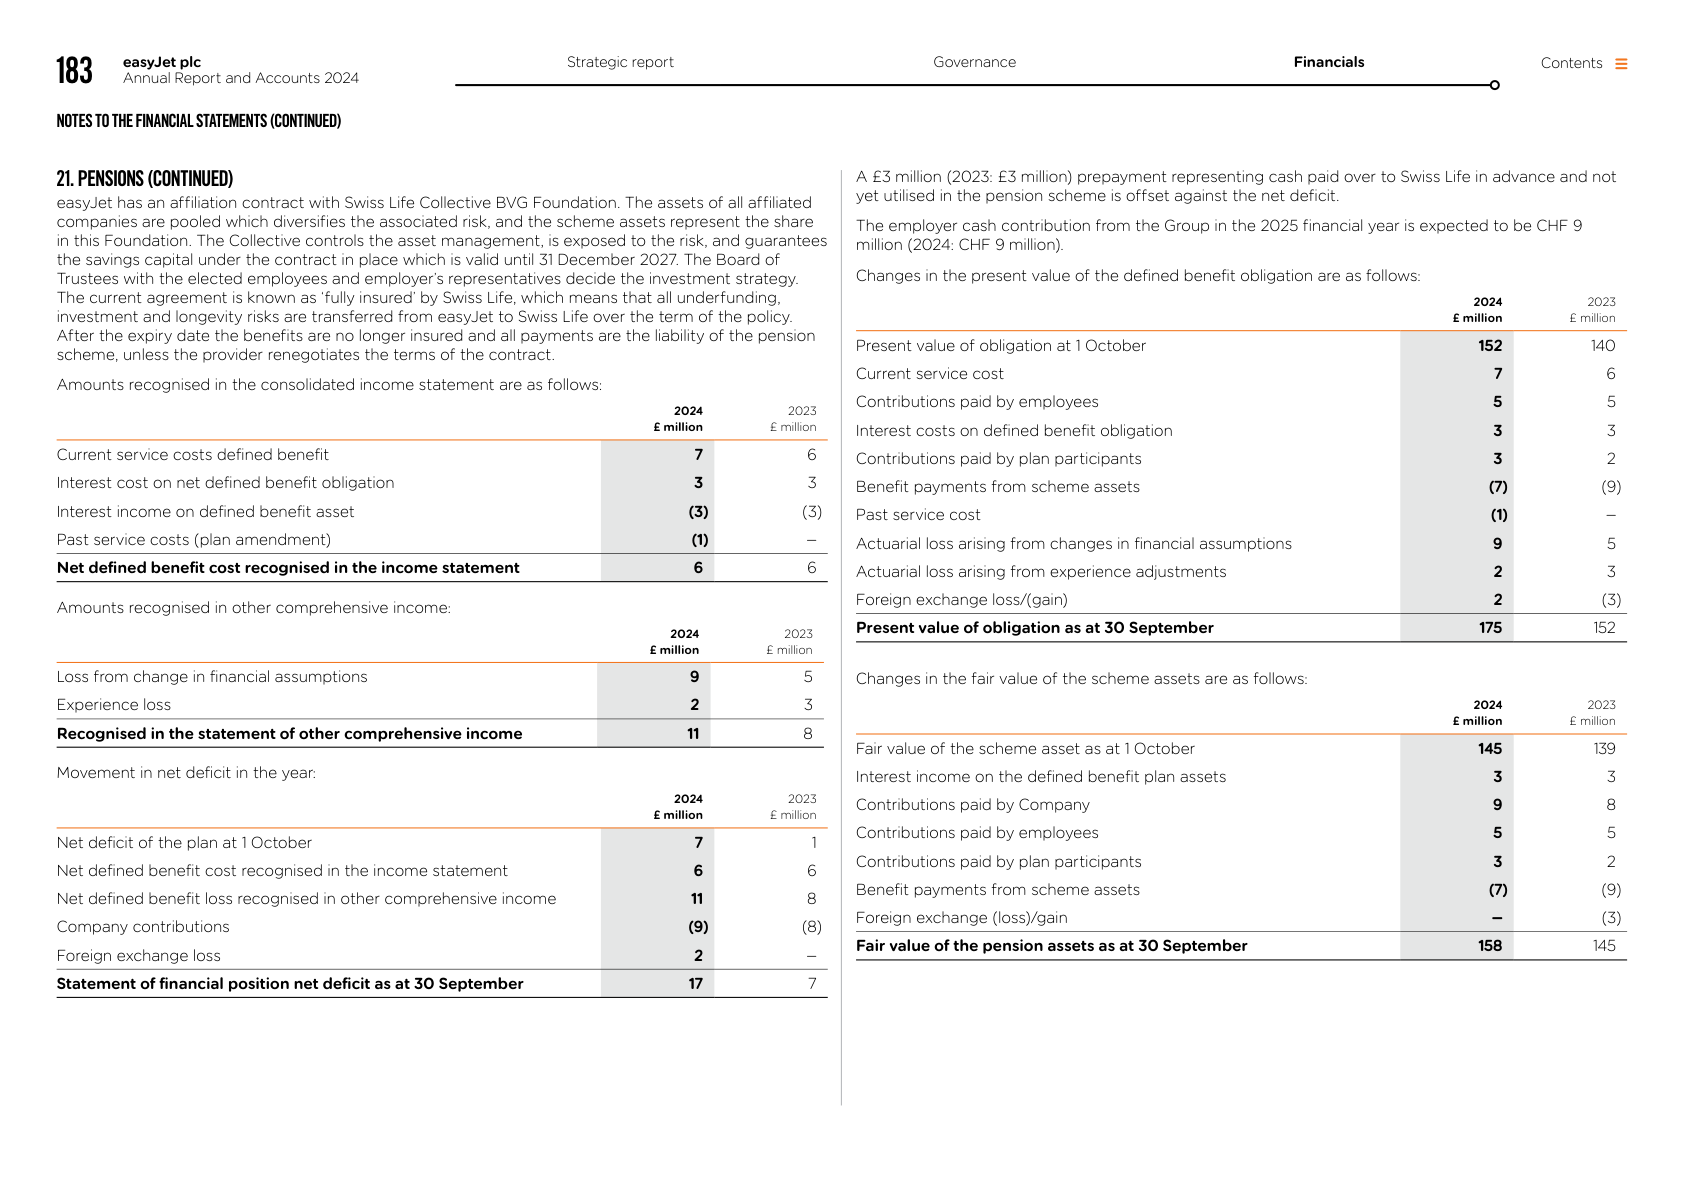 183
easyJet plc
Annual Report and Accounts 2024
Strategic report
Governance
Financials
Contents
NOTES TO THE FINANCIAL STATEMENTS (CONTINUED)
21. PENSIONS (CONTINUED)
easyJet has an affiliation contract with Swiss Life Collective BVG Foundation. The assets of all affiliated
companies are pooled which diversifies the associated risk, and the scheme assets represent the share
in this Foundation. The Collective controls the asset management, is exposed to the risk, and guarantees
the savings capital under the contract in place which is valid until 31 December 2027. The Board of
Trustees with the elected employees and employer's representatives decide the investment strategy.
The current agreement is known as 'fully insured' by Swiss Life, which means that all underfunding,
investment and longevity risks are transferred from easyJet to Swiss Life over the term of the policy.
After the expiry date the benefits are no longer insured and all payments are the liability of the pension
scheme, unless the provider renegotiates the terms of the contract.
Amounts recognised in the consolidated income statement are as follows:
2024 2023
£ million £ million
Current service costs defined benefit 7 6
Interest cost on net defined benefit obligation 3 3
Interest income on defined benefit asset (3) (3)
Past service costs (plan amendment) (1) –
Net defined benefit cost recognised in the income statement 6 6
Amounts recognised in other comprehensive income:
2024 2023
£ million £ million
Loss from change in financial assumptions 9 5
Experience loss 2 3
Recognised in the statement of other comprehensive income 11 8
Movement in net deficit in the year:
2024 2023
£ million £ million
Net deficit of the plan at 1 October 7 1
Net defined benefit cost recognised in the income statement 6 6
Net defined benefit loss recognised in other comprehensive income 11 8
Company contributions (9) (8)
Foreign exchange loss 2 –
Statement of financial position net deficit as at 30 September 17 7
A £3 million (2023: £3 million) prepayment representing cash paid over to Swiss Life in advance and not
yet utilised in the pension scheme is offset against the net deficit.
The employer cash contribution from the Group in the 2025 financial year is expected to be CHF 9
million (2024: CHF 9 million).
Changes in the present value of the defined benefit obligation are as follows:
2024 2023
£ million £ million
Present value of obligation at 1 October 152 140
Current service cost 7 6
Contributions paid by employees 5 5
Interest costs on defined benefit obligation 3 3
Contributions paid by plan participants 3 2
Benefit payments from scheme assets (7) (9)
Past service cost (1) –
Actuarial loss arising from changes in financial assumptions 9 5
Actuarial loss arising from experience adjustments 2 3
Foreign exchange loss/(gain) 2 (3)
Present value of obligation as at 30 September 175 152
Changes in the fair value of the scheme assets are as follows:
2024 2023
£ million £ million
Fair value of the scheme asset as at 1 October 145 139
Interest income on the defined benefit plan assets 3 3
Contributions paid by Company 9 8
Contributions paid by employees 5 5
Contributions paid by plan participants 3 2
Benefit payments from scheme assets (7) (9)
Foreign exchange (loss)/gain – (3)
Fair value of the pension assets as at 30 September 158 145